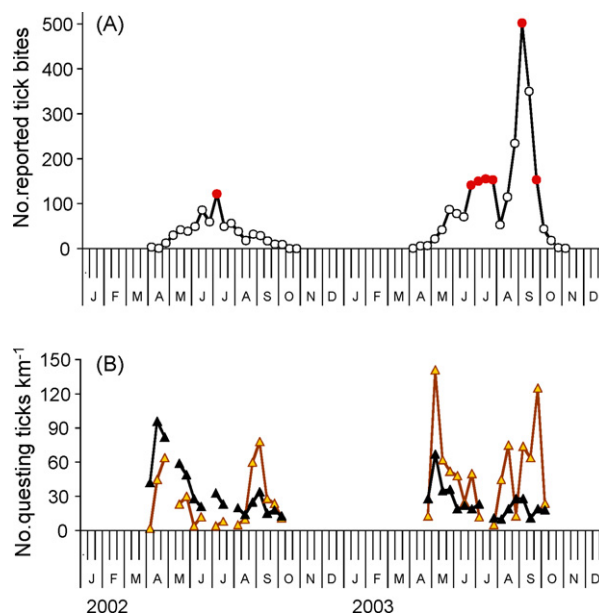 (A)
No.reported tick bites
500
400
300
200
100
0
J F M A M J J A S O N D J F M A M J J A S O N D
(B)
No.questing ticks km-1
150
120
90
60
30
0
J F M A M J J A S O N D J F M A M J J A S O N D
2002 2003